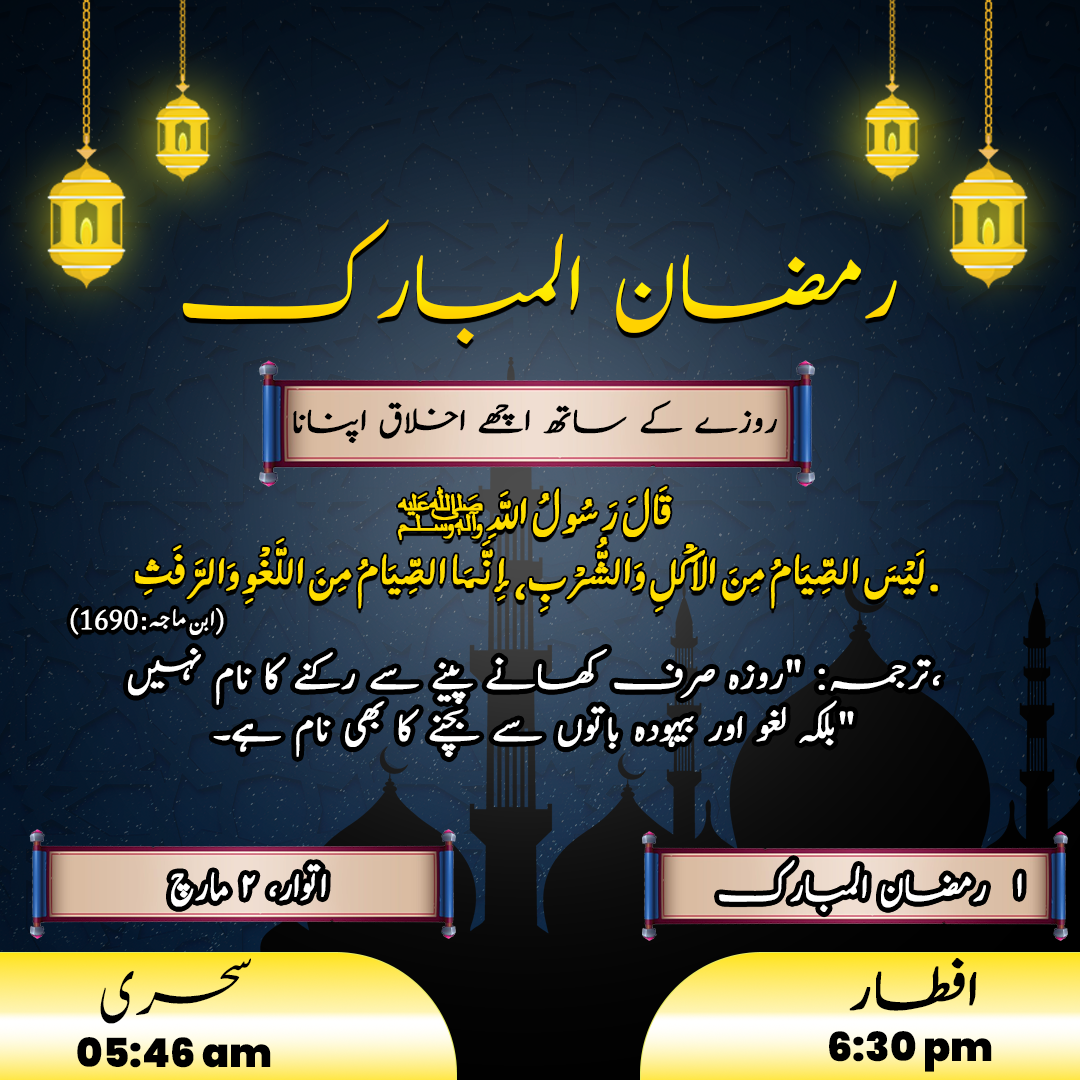 رمضان المبارک
روزے کے ساتھ اچھے اخلاق اپنانا
قَالَ رَسُولُ اللَّهِ ﷺ
لَيْسَ الصِّيَامُ مِنَ الأَكْلِ وَالشُّرْبِ، إِنَّمَا الصِّيَامُ مِنَ اللَّغْوِ وَالرَّفَثِ.
(ابن ماجہ: 1690)
ترجمہ: "روزہ صرف کھانے پینے سے رکنے کا نام نہیں،
بلکہ لغو اور بیہودہ باتوں سے بچنے کا بھی نام ہے۔"
۱ رمضان المبارک
اتوار، ۲ مارچ
افطار
6:30 pm
سحری
05:46 am